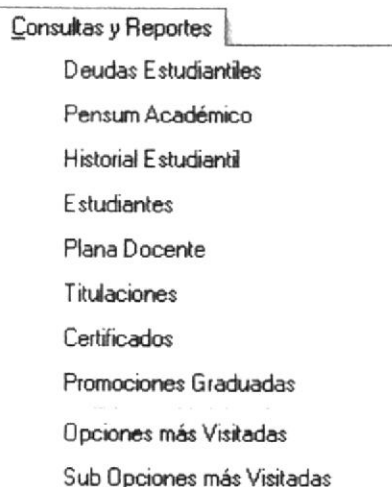 Consultas y Reportes
Deudas Estudiantiles
Pensum Académico
Historial Estudiantil
Estudiantes
Plana Docente
Titulaciones
Certificados
Promociones Graduadas
Opciones más Visitadas
Sub Opciones más Visitadas